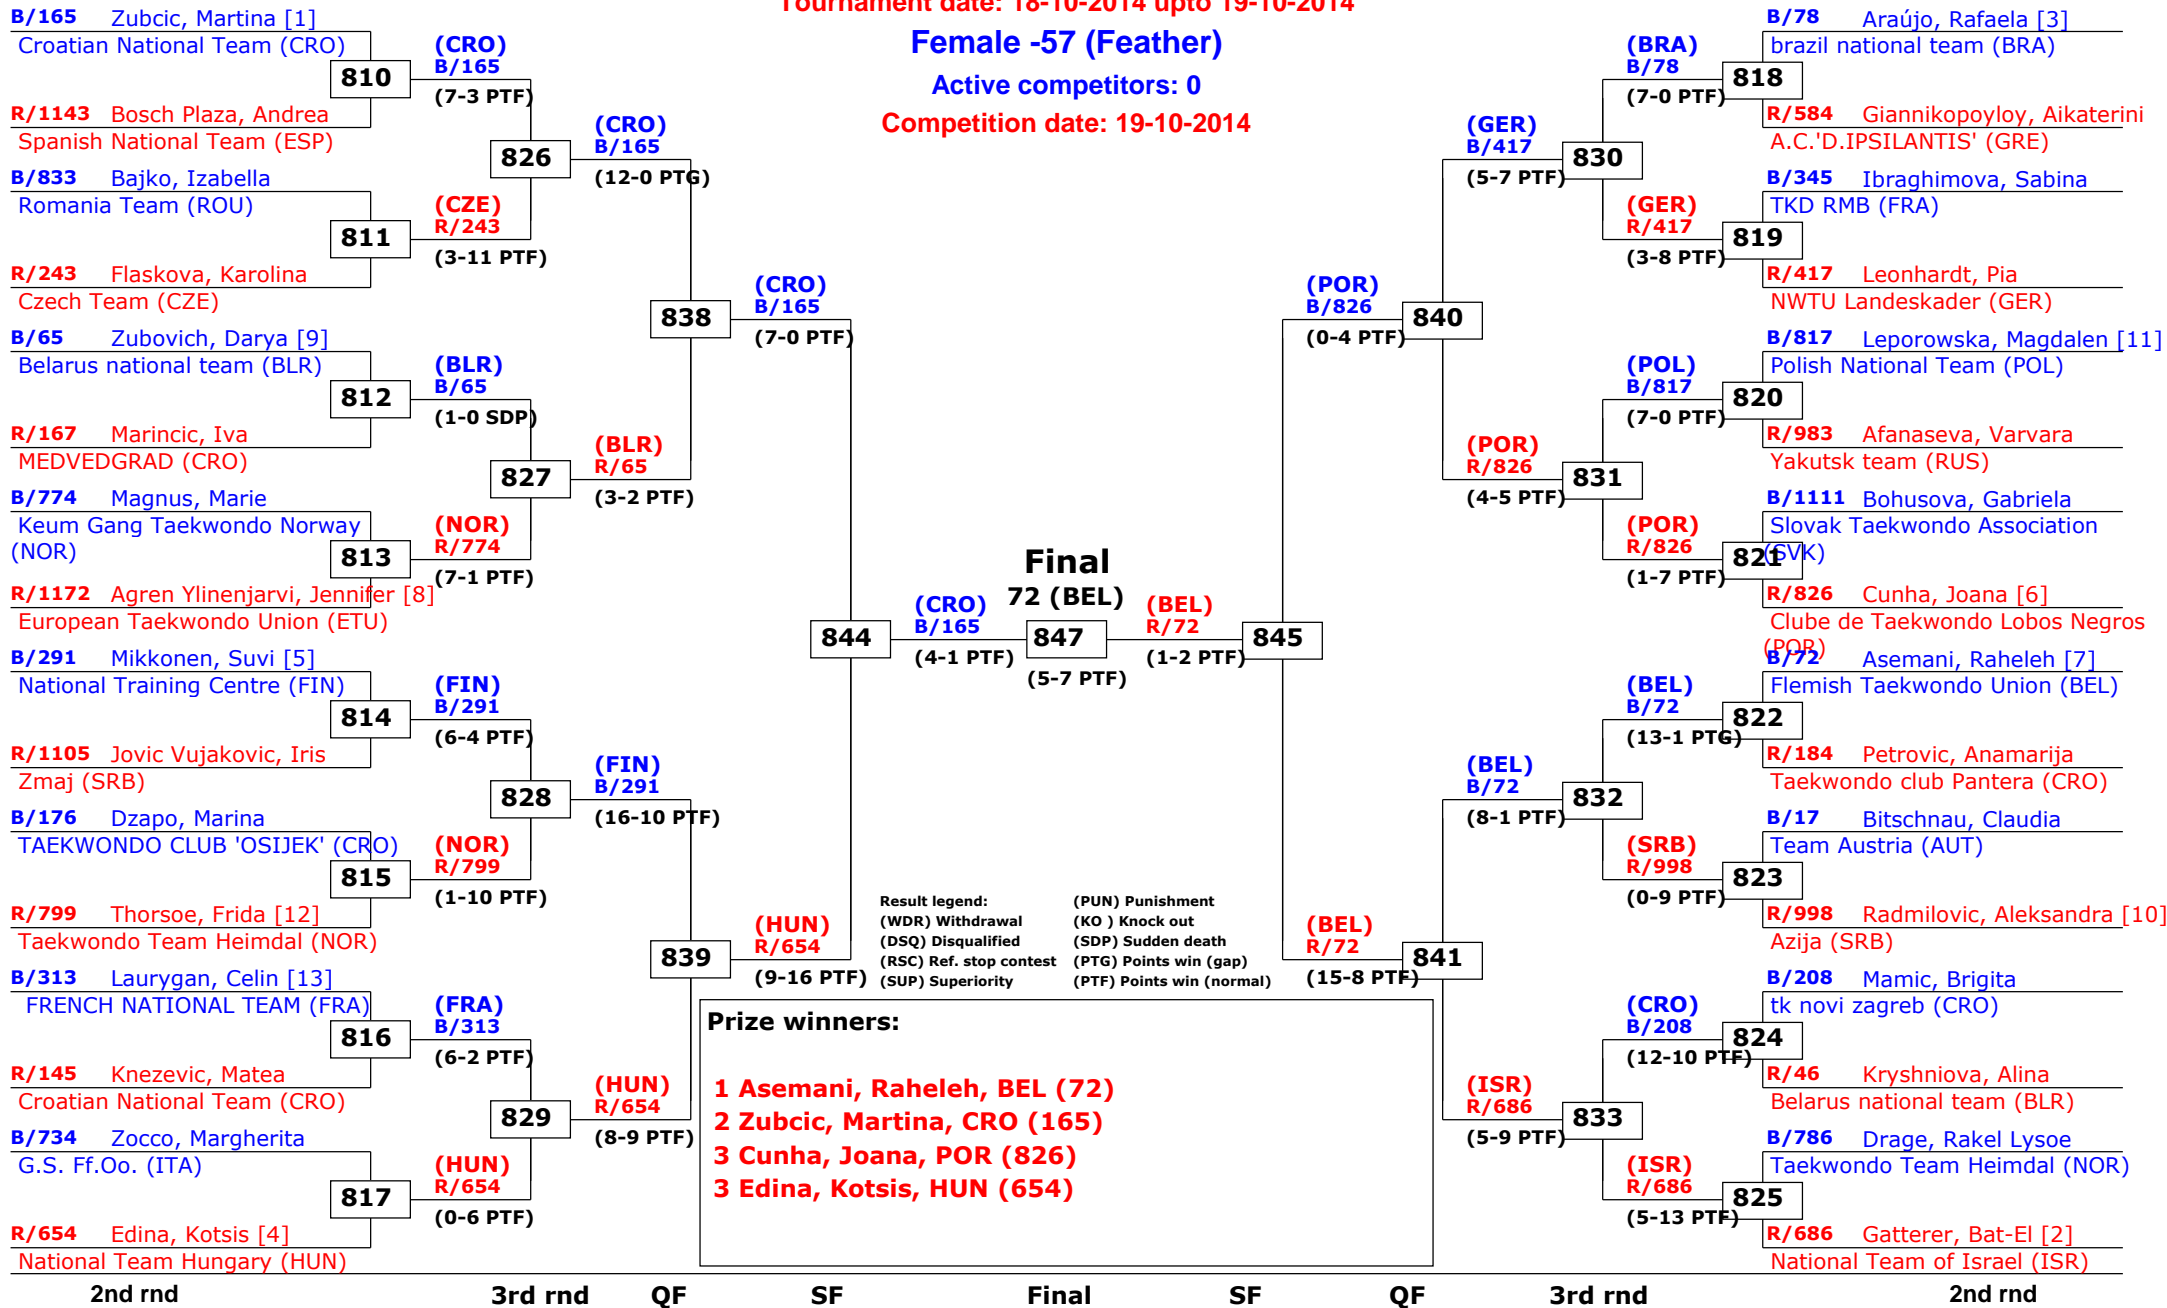 Tournament date: 18-10-2014 upto 19-10-2014
Female -57 (Feather)
Active competitors: 0
Competition date: 19-10-2014
B/165 Zubcic, Martina [1]
Croatian National Team (CRO)
810
R/1143 Bosch Plaza, Andrea
Spanish National Team (ESP)
B/833 Bajko, Izabella
Romania Team (ROU)
811
R/243 Flaskova, Karolina
Czech Team (CZE)
B/65 Zubovich, Darya [9]
Belarus national team (BLR)
812
R/167 Marincic, Iva
MEDVEDGRAD (CRO)
B/774 Magnus, Marie
Keum Gang Taekwondo Norway
(NOR)
813
R/1172 Agren Ylinenjarvi, Jennifer [8]
European Taekwondo Union (ETU)
B/291 Mikkonen, Suvi [5]
National Training Centre (FIN)
814
R/1105 Jovic Vujakovic, Iris
Zmaj (SRB)
B/176 Dzapo, Marina
TAEKWONDO CLUB 'OSIJEK' (CRO)
815
R/799 Thorsoe, Frida [12]
Taekwondo Team Heimdal (NOR)
B/313 Laurygan, Celin [13]
FRENCH NATIONAL TEAM (FRA)
816
R/145 Knezevic, Matea
Croatian National Team (CRO)
B/734 Zocco, Margherita
G.S. Ff.Oo. (ITA)
817
R/654 Edina, Kotsis [4]
National Team Hungary (HUN)
(CRO)
B/165
(7-3 PTF)
826
(CZE)
R/243
(3-11 PTF)
(BLR)
B/65
(1-0 SDP)
827
(NOR)
R/774
(7-1 PTF)
(FIN)
B/291
(6-4 PTF)
828
(NOR)
R/799
(1-10 PTF)
(FRA)
B/313
(6-2 PTF)
829
(HUN)
R/654
(0-6 PTF)
(CRO)
B/165
(12-0 PTG)
838
(BLR)
R/65
(3-2 PTF)
(FIN)
B/291
(16-10 PTF)
839
(HUN)
R/654
(8-9 PTF)
(CRO)
B/165
(7-0 PTF)
844
(HUN)
R/654
(9-16 PTF)
(CRO)
B/165
(4-1 PTF)
Final
72 (BEL)
847
(5-7 PTF)
(BEL)
R/72
(1-2 PTF)
845
(POR)
B/826
(0-4 PTF)
840
(BEL)
R/72
(15-8 PTF)
841
(GER)
B/417
(5-7 PTF)
830
(POR)
R/826
(4-5 PTF)
831
(BEL)
B/72
(8-1 PTF)
832
(ISR)
R/686
(5-9 PTF)
833
(BRA)
B/78
(7-0 PTF)
818
(GER)
R/417
(3-8 PTF)
819
(POL)
B/817
(7-0 PTF)
820
(POR)
R/826
(1-7 PTF)
821
(BEL)
B/72
(13-1 PTG)
822
(SRB)
R/998
(0-9 PTF)
823
(CRO)
B/208
(12-10 PTF)
824
(ISR)
R/686
(5-13 PTF)
825
B/78 Araújo, Rafaela [3]
brazil national team (BRA)
R/584 Giannikopoyloy, Aikaterini
A.C.'D.IPSILANTIS' (GRE)
B/345 Ibraghimova, Sabina
TKD RMB (FRA)
R/417 Leonhardt, Pia
NWTU Landeskader (GER)
B/817 Leporowska, Magdalen [11]
Polish National Team (POL)
R/983 Afanaseva, Varvara
Yakutsk team (RUS)
B/1111 Bohusova, Gabriela
Slovak Taekwondo Association
(SVK)
R/826 Cunha, Joana [6]
Clube de Taekwondo Lobos Negros
(POR)
B/72 Asemani, Raheleh [7]
Flemish Taekwondo Union (BEL)
R/184 Petrovic, Anamarija
Taekwondo club Pantera (CRO)
B/17 Bitschnau, Claudia
Team Austria (AUT)
R/998 Radmilovic, Aleksandra [10]
Azija (SRB)
B/208 Mamic, Brigita
tk novi zagreb (CRO)
R/46 Kryshniova, Alina
Belarus national team (BLR)
B/786 Drage, Rakel Lysoe
Taekwondo Team Heimdal (NOR)
R/686 Gatterer, Bat-El [2]
National Team of Israel (ISR)
Result legend:
(WDR) Withdrawal
(DSQ) Disqualified
(RSC) Ref. stop contest
(SUP) Superiority
(PUN) Punishment
(KO ) Knock out
(SDP) Sudden death
(PTG) Points win (gap)
(PTF) Points win (normal)
Prize winners:
1 Asemani, Raheleh, BEL (72)
2 Zubcic, Martina, CRO (165)
3 Cunha, Joana, POR (826)
3 Edina, Kotsis, HUN (654)
2nd rnd 3rd rnd QF SF Final SF QF 3rd rnd 2nd rnd